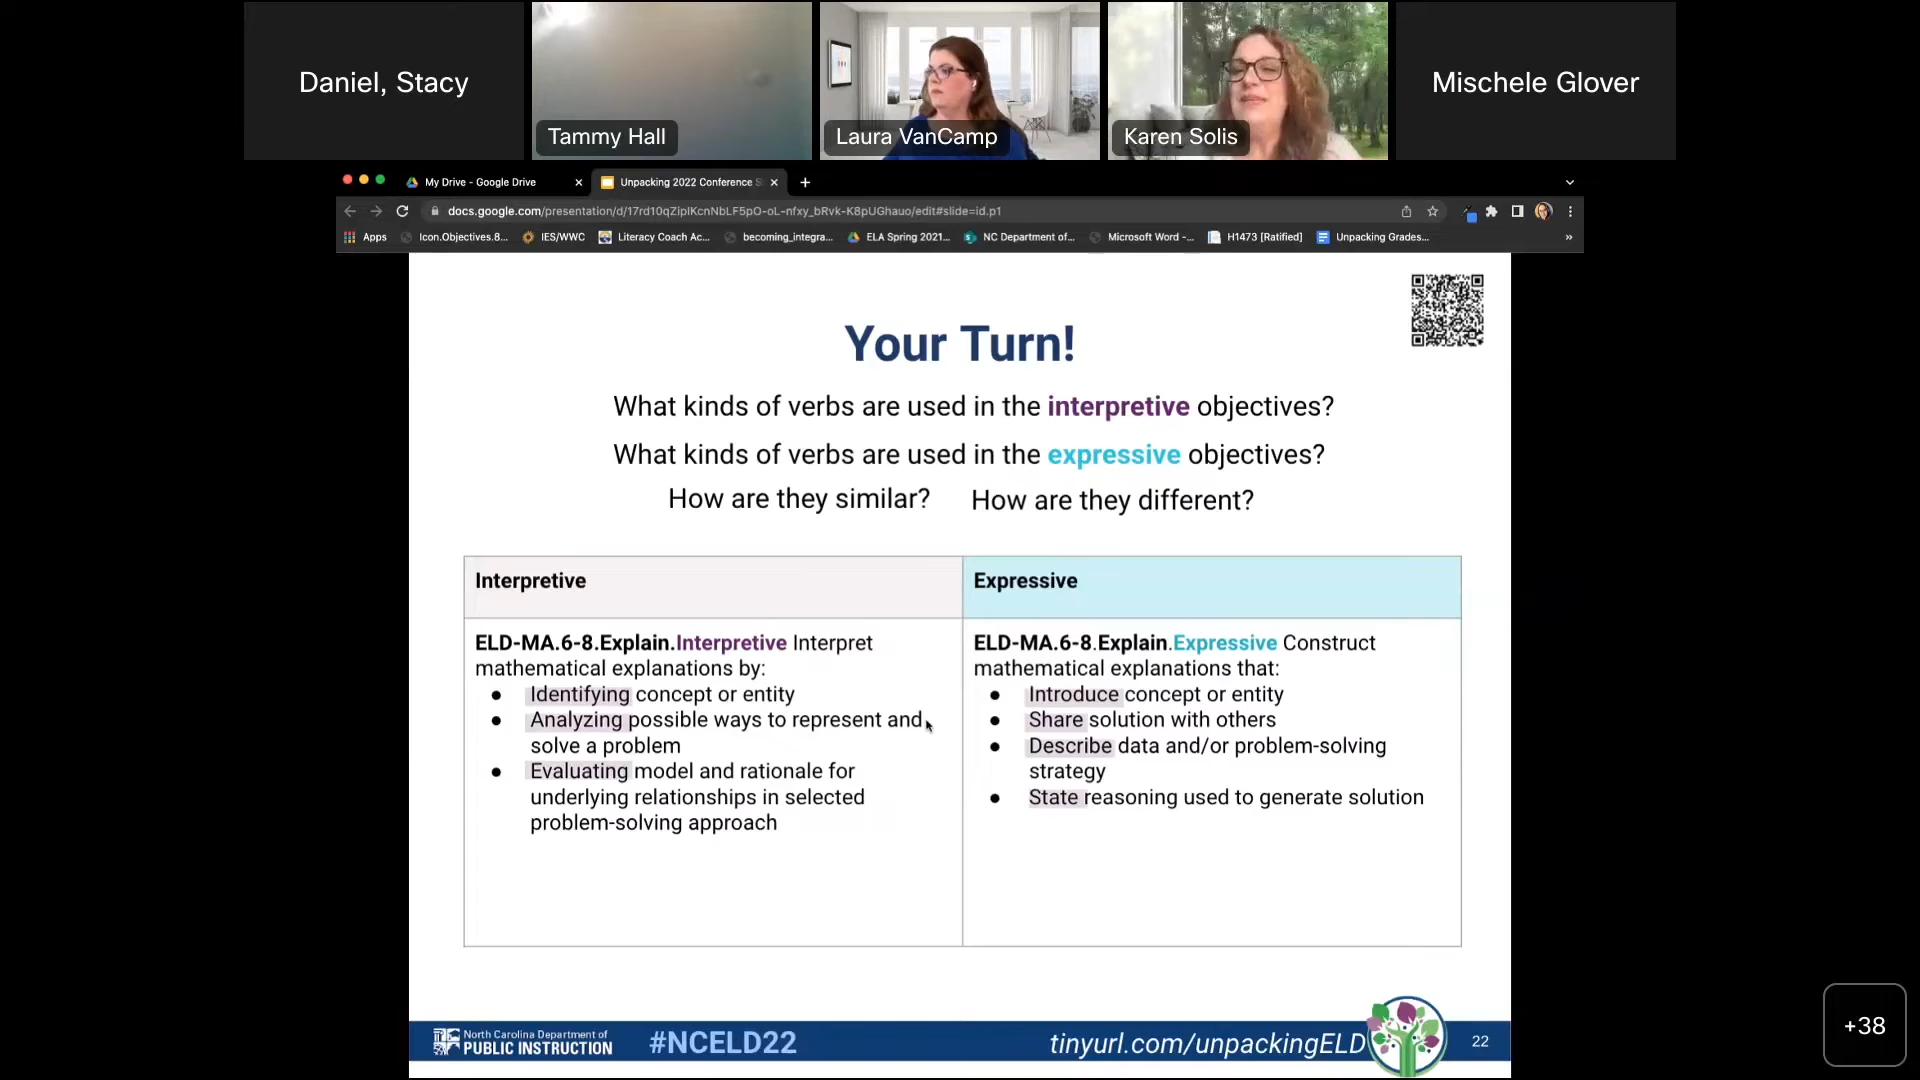 Daniel, Stacy
Tammy Hall
Laura VanCamp
Karen Solis
Mischele Glover
My Drive - Google Drive
Unpacking 2022 Conference S
docs.google.com/presentation/d/17rd10qZipIKcnNbLF5pO-oL-nfxy_bRvk-K8pUGhauo/edit#slide=id.p1
Apps
Icon.Objectives.8...
IES/WWC
Literacy Coach Ac...
becoming_integra...
ELA Spring 2021...
NC Department of...
Microsoft Word -...
H1473 [Ratified]
Unpacking Grades...
»
Your Turn!
What kinds of verbs are used in the interpretive objectives?
What kinds of verbs are used in the expressive objectives?
How are they similar? How are they different?
Interpretive
ELD-MA.6-8.Explain.Interpretive Interpret
mathematical explanations by:
● Identifying concept or entity
● Analyzing possible ways to represent and
solve a problem
● Evaluating model and rationale for
underlying relationships in selected
problem-solving approach
Expressive
ELD-MA.6-8.Explain.Expressive Construct
mathematical explanations that:
● Introduce concept or entity
● Share solution with others
● Describe data and/or problem-solving
strategy
● State reasoning used to generate solution
North Carolina Department of
PUBLIC INSTRUCTION
#NCELD22
tinyurl.com/unpackingELD
22
+38